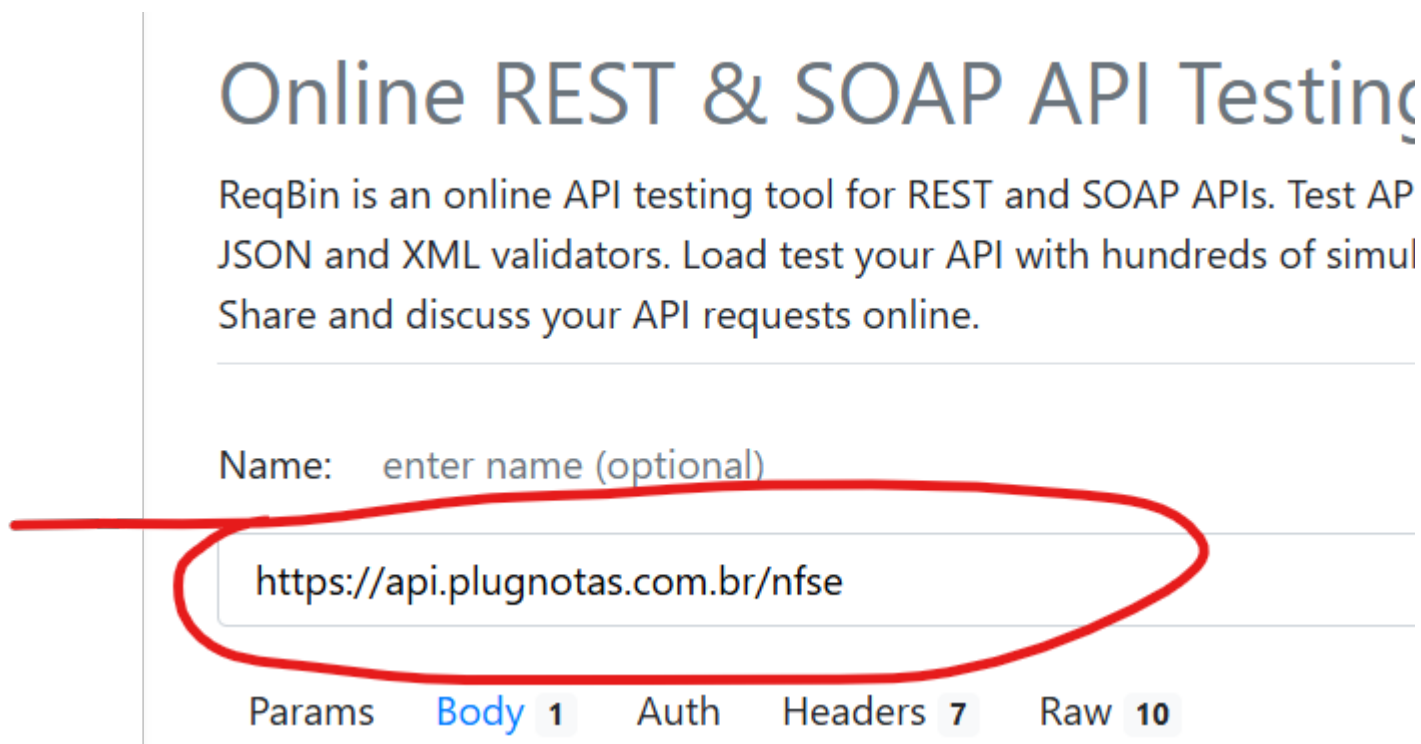 Online REST & SOAP API Testing
ReqBin is an online API testing tool for REST and SOAP APIs. Test AP
JSON and XML validators. Load test your API with hundreds of simul
Share and discuss your API requests online.
Name: enter name (optional)
https://api.plugnotas.com.br/nfse
Params Body 1 Auth Headers 7 Raw 10